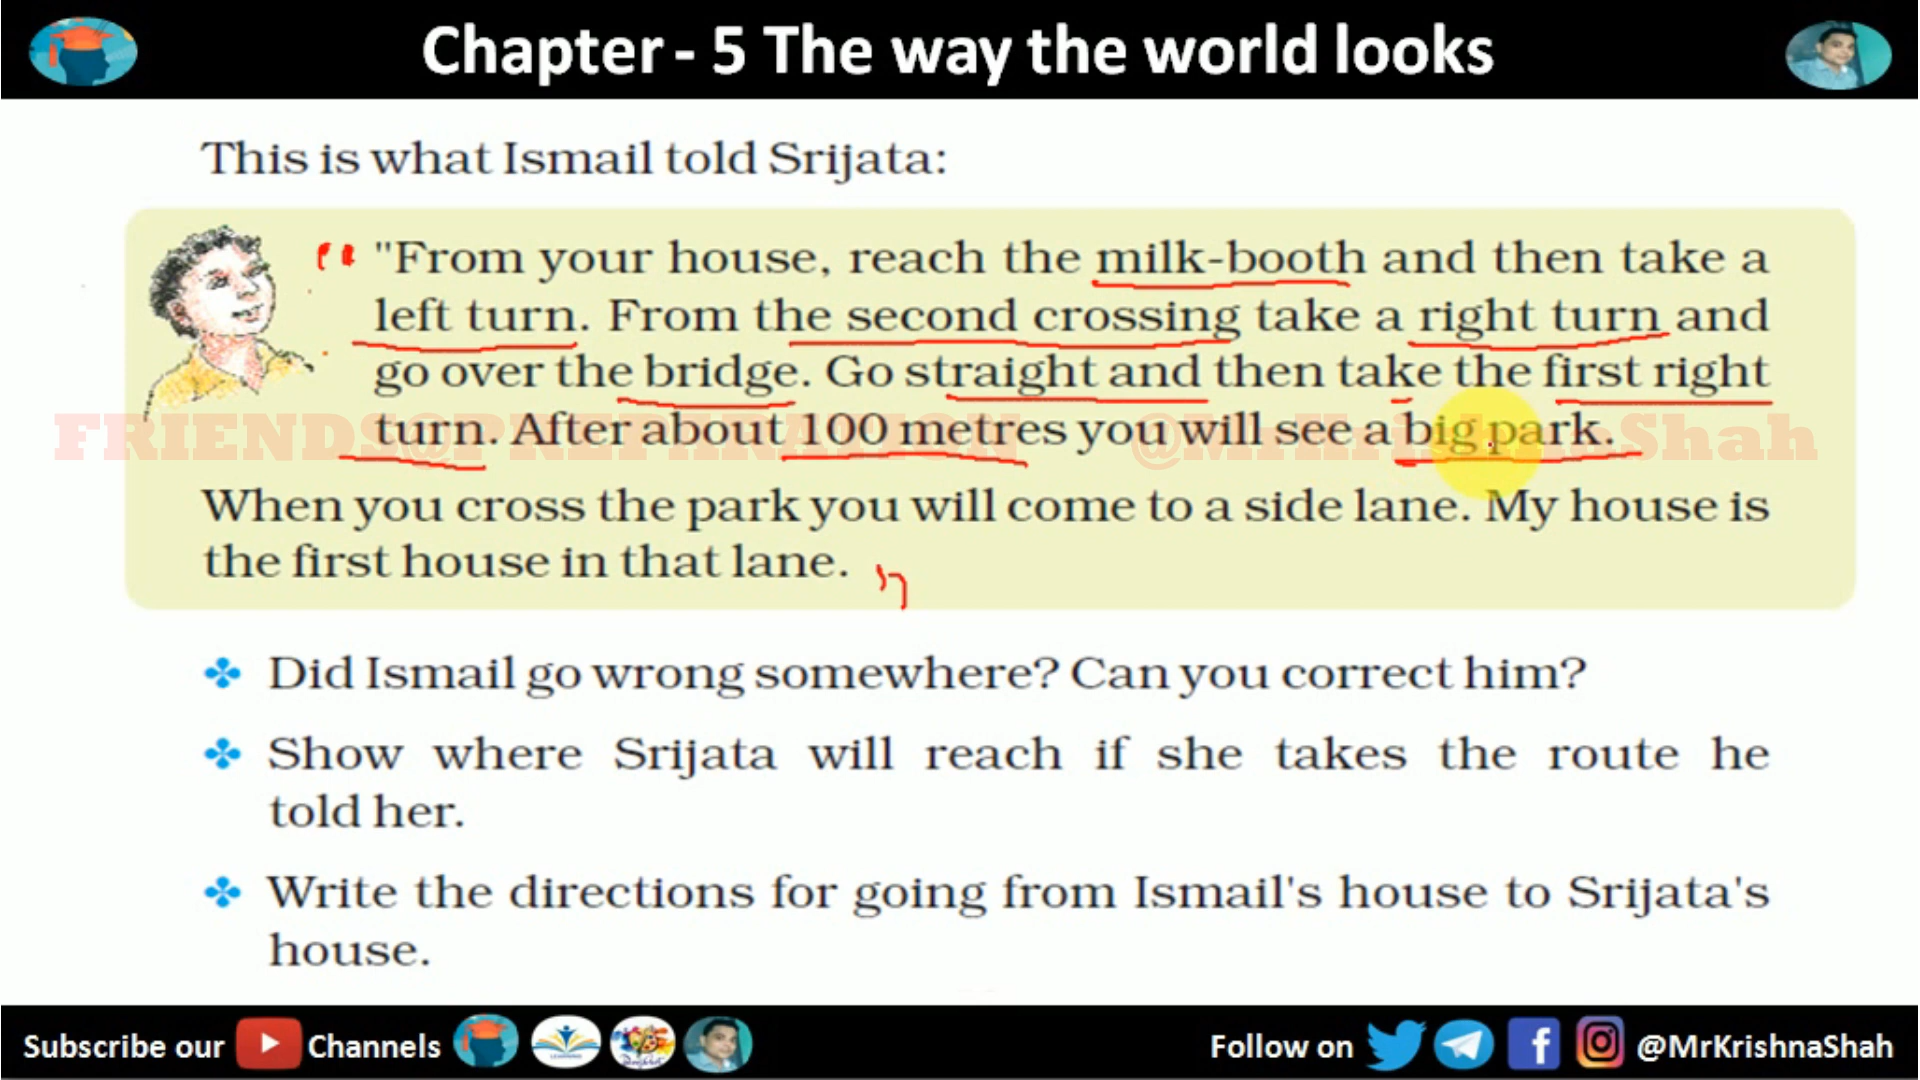 Chapter - 5 The way the world looks
This is what Ismail told Srijata:
"From your house, reach the milk-booth and then take a
left turn. From the second crossing take a right turn and
go over the bridge. Go straight and then take the first right
turn. After about 100 metres you will see a big park.
When you cross the park you will come to a side lane. My house is
the first house in that lane.
Did Ismail go wrong somewhere? Can you correct him?
Show where Srijata will reach if she takes the route he
told her.
Write the directions for going from Ismail's house to Srijata's
house.
Subscribe our Channels
Follow on @MrKrishnaShah